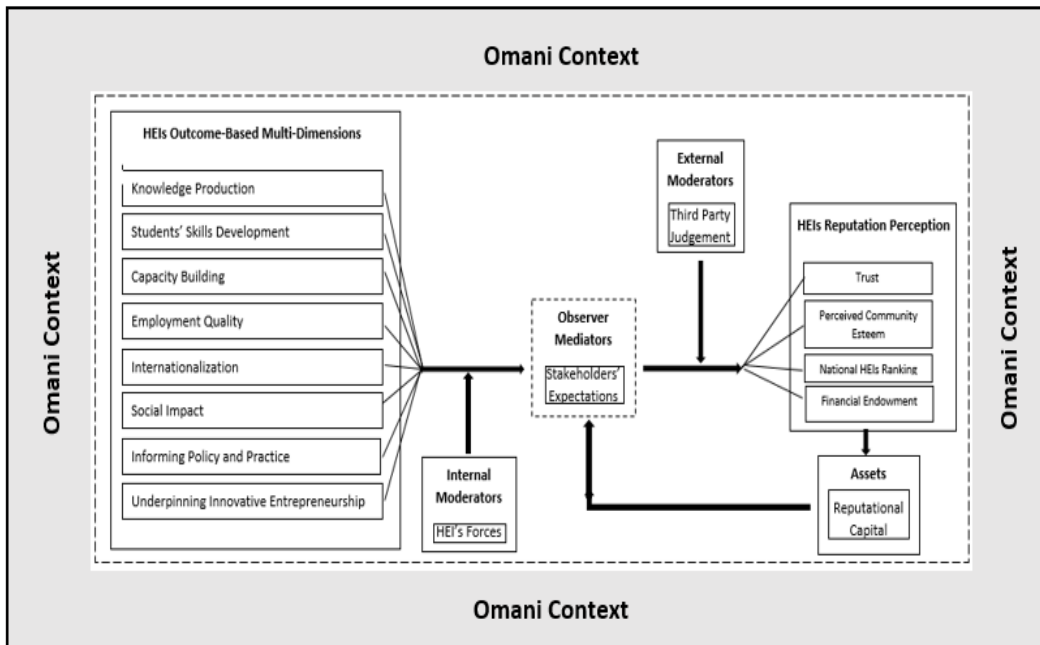 Omani Context
HEIs Outcome-Based Multi-Dimensions
Knowledge Production
Students' Skills Development
Capacity Building
Employment Quality
Internationalization
Social Impact
Informing Policy and Practice
Underpinning Innovative Entrepreneurship
Internal
Moderators
HEI's Forces
Observer
Mediators
Stakeholders'
Expectations
External
Moderators
Third Party
Judgement
HEIs Reputation Perception
Trust
Perceived Community
Esteem
National HEIs Ranking
Financial Endowment
Assets
Reputational
Capital
Omani Context
Omani Context
Omani Context